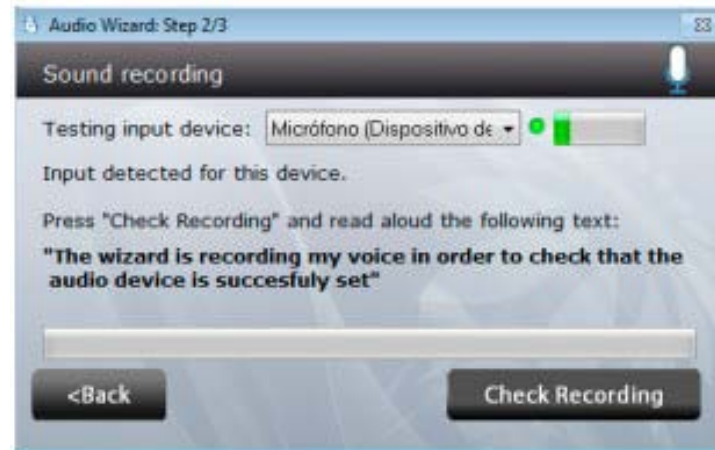 Audio Wizard: Step 2/3
Sound recording
Testing input device: Micrófono (Dispositivo de
Input detected for this device.
Press "Check Recording" and read aloud the following text:
"The wizard is recording my voice in order to check that the
audio device is succesfuly set"
<Back Check Recording